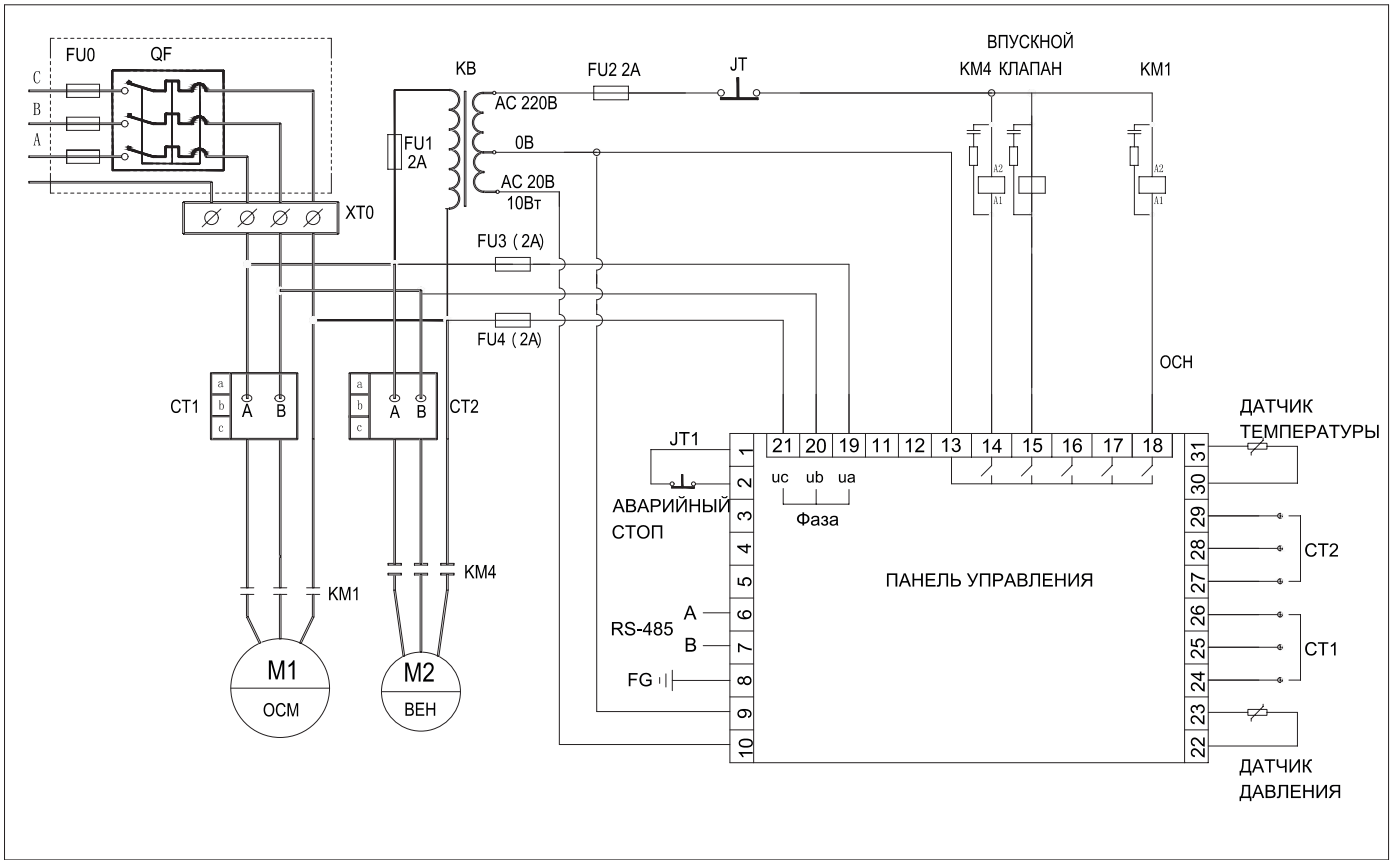 FU0
QF
C
B
A
XT0
KB
FU1
2A
AC 220В
0В
AC 20В
10Вт
FU2 2A
JT
ВПУСКНОЙ
KM4 КЛАПАН
KM1
A2
A1
A2
A1
FU3 ( 2A)
FU4 ( 2A)
ОСН
CT1
a
b
c
A B
a
b
c
A B
CT2
KM1
KM4
M1
ОСМ
M2
ВЕН
JT1
АВАРИЙНЫЙ
СТОП
1
2
3
4
5
6
7
8
9
10
21 20 19 11 12 13 14 15 16 17 18
uc ub ua
Фаза
ПАНЕЛЬ УПРАВЛЕНИЯ
A
RS-485
B
FG
31
30
29
28
27
26
25
24
23
22
ДАТЧИК
ТЕМПЕРАТУРЫ
CT2
CT1
ДАТЧИК
ДАВЛЕНИЯ